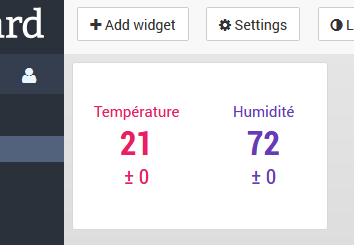 ard
Add widget Settings L
Température Humidité
21 72
± 0 ± 0